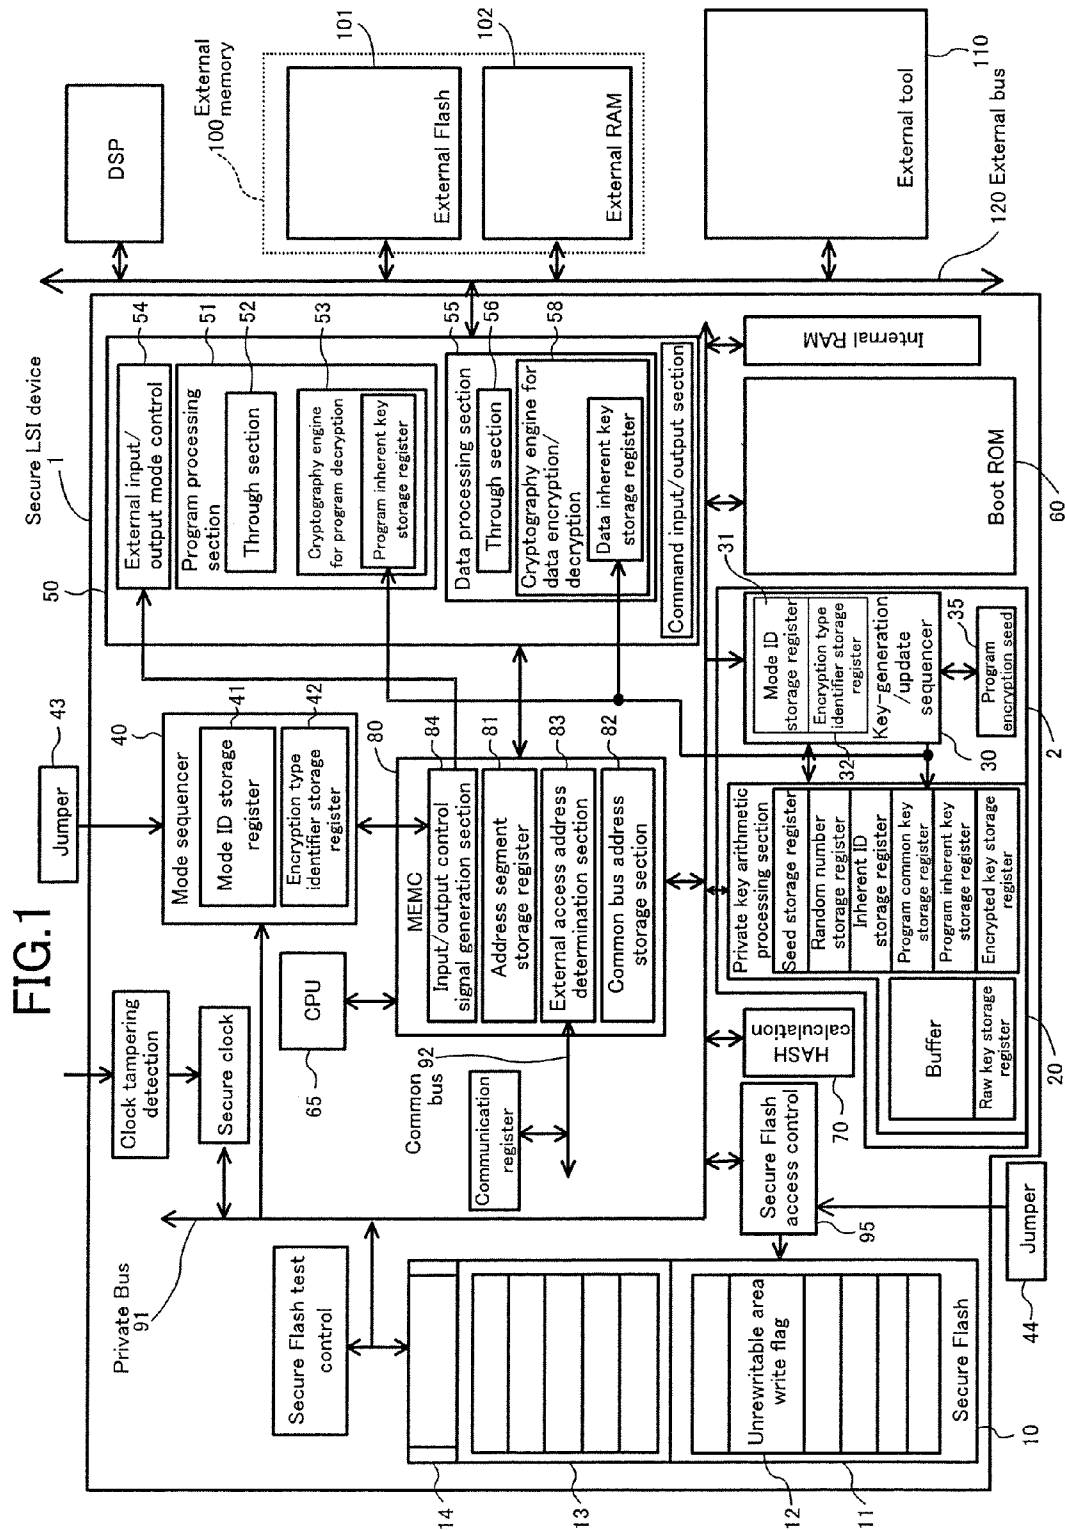 FIG.1
Jumper
43
Clock tampering
detection
Secure clock
Private Bus
91
Secure Flash test
control
Mode sequencer
40
Mode ID storage
register
41
Encryption type
identifier storage
register
42
CPU
65
MEMC
80
Input/output control
signal generation section
84
Address segment
storage register
81
External access address
determination section
83
Common bus address
storage section
82
Common
bus
92
Communication
register
Secure LSI device
1
50
External input/
output mode control
54
Program processing
section
51
Through section
52
Cryptography engine
for program decryption
53
Program inherent key
storage register
Data processing section
55
Through section
56
Cryptography engine for
data encryption/
decryption
58
Data inherent key
storage register
Command input/output section
DSP
External
memory
100
External Flash
101
External RAM
102
External tool
110
120 External bus
Internal RAM
Boot ROM
60
Mode ID
storage register
31
Encryption type
identifier storage
register
32
Key-generation
/update
sequencer
30
Program
encryption seed
35
2
Private key arithmetic
processing section
Seed storage register
Random number
storage register
Inherent ID
storage register
Program common key
storage register
Program inherent key
storage register
Encrypted key storage
register
Buffer
Raw key storage
register
20
HASH
calculation
70
Secure Flash
access control
95
Jumper
44
Unrewritable area
write flag
Secure Flash
10
14
13
12
11